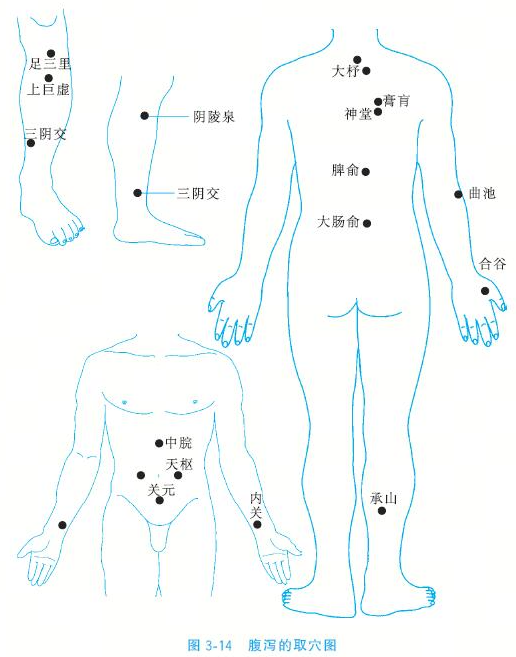 足三里
上巨虚
三阴交
阴陵泉
三阴交
大杼
膏肓
神堂
脾俞
大肠俞
曲池
合谷
中脘
天枢
关元
内关
承山
图 3-14 腹泻的取穴图